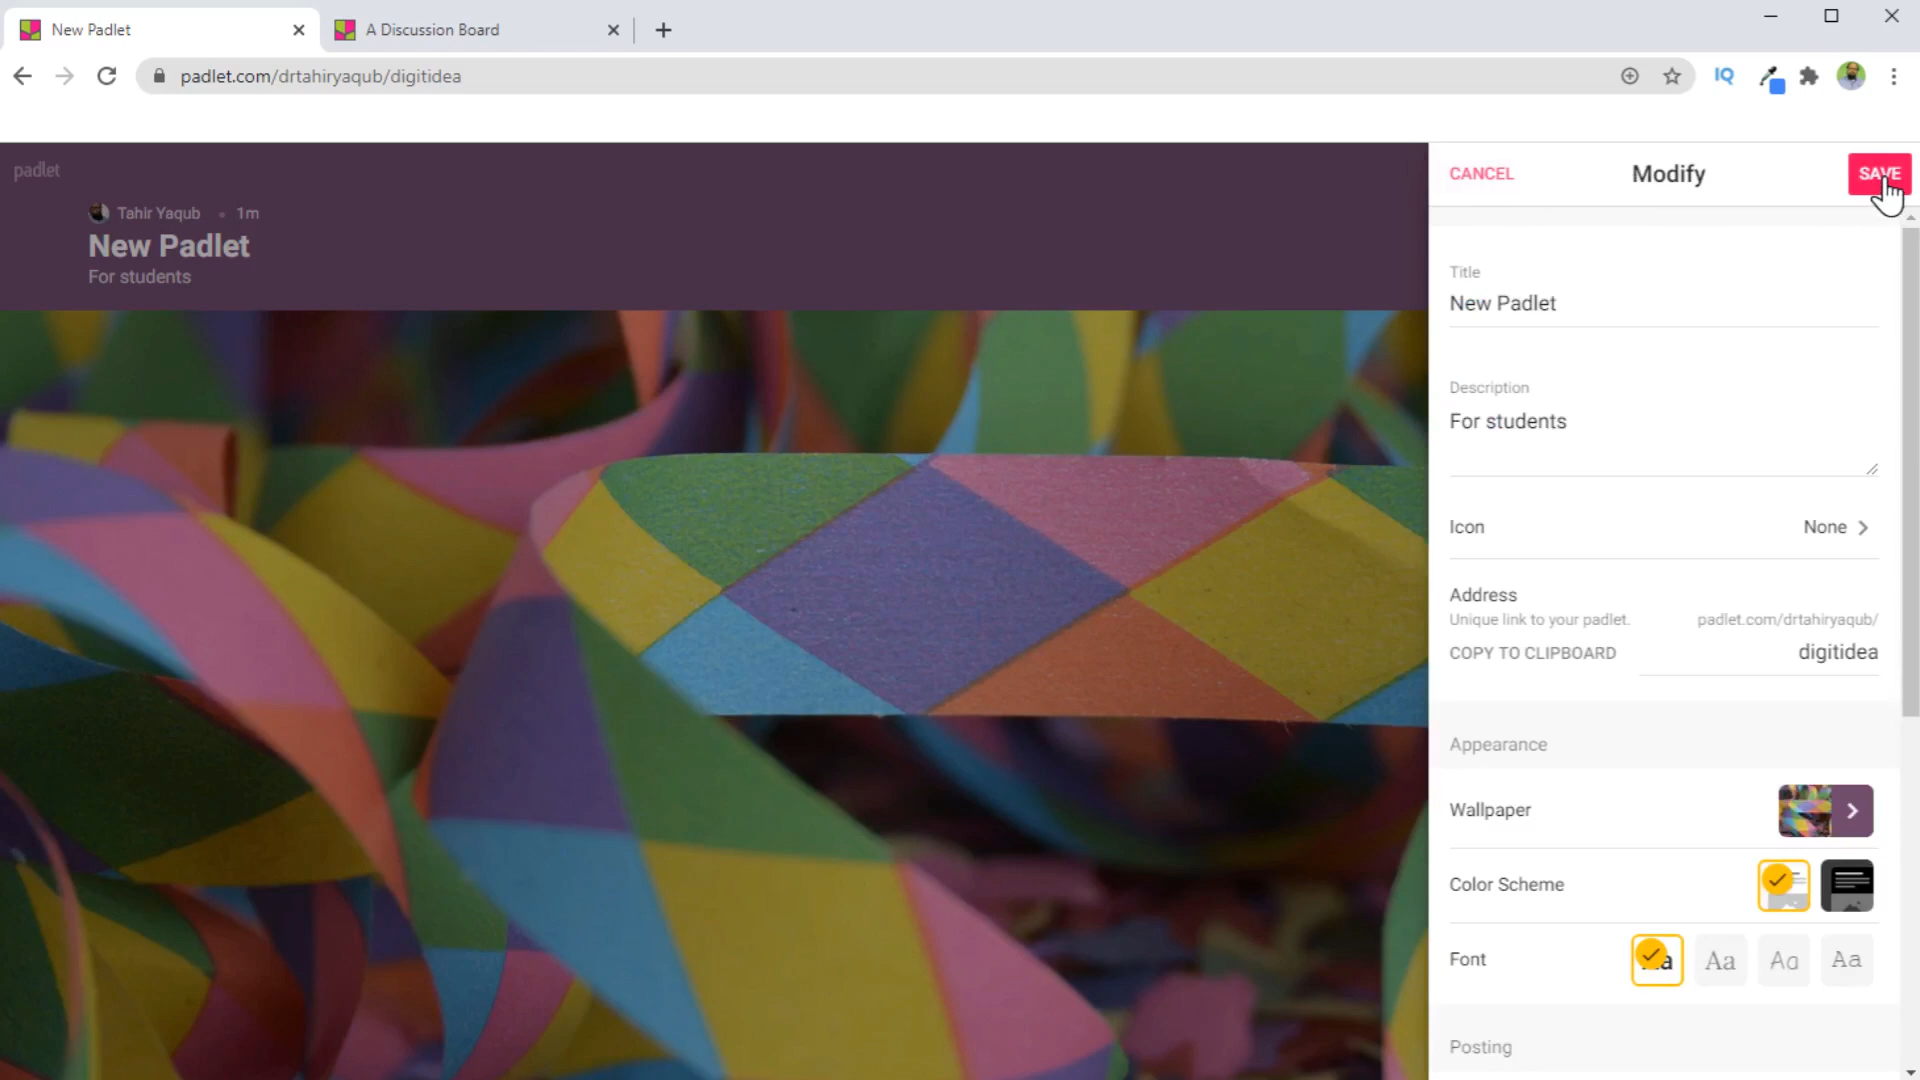 New Padlet
A Discussion Board
padlet.com/drtahiryaqub/digitidea
IQ
padlet
Tahir Yaqub • 1m
New Padlet
For students
CANCEL
Modify
SAVE
Title
New Padlet
Description
For students
Icon
None
Address
Unique link to your padlet.
padlet.com/drtahiryaqub/
COPY TO CLIPBOARD
digitidea
Appearance
Wallpaper
Color Scheme
Font
Aa
Aa
Aa
Posting